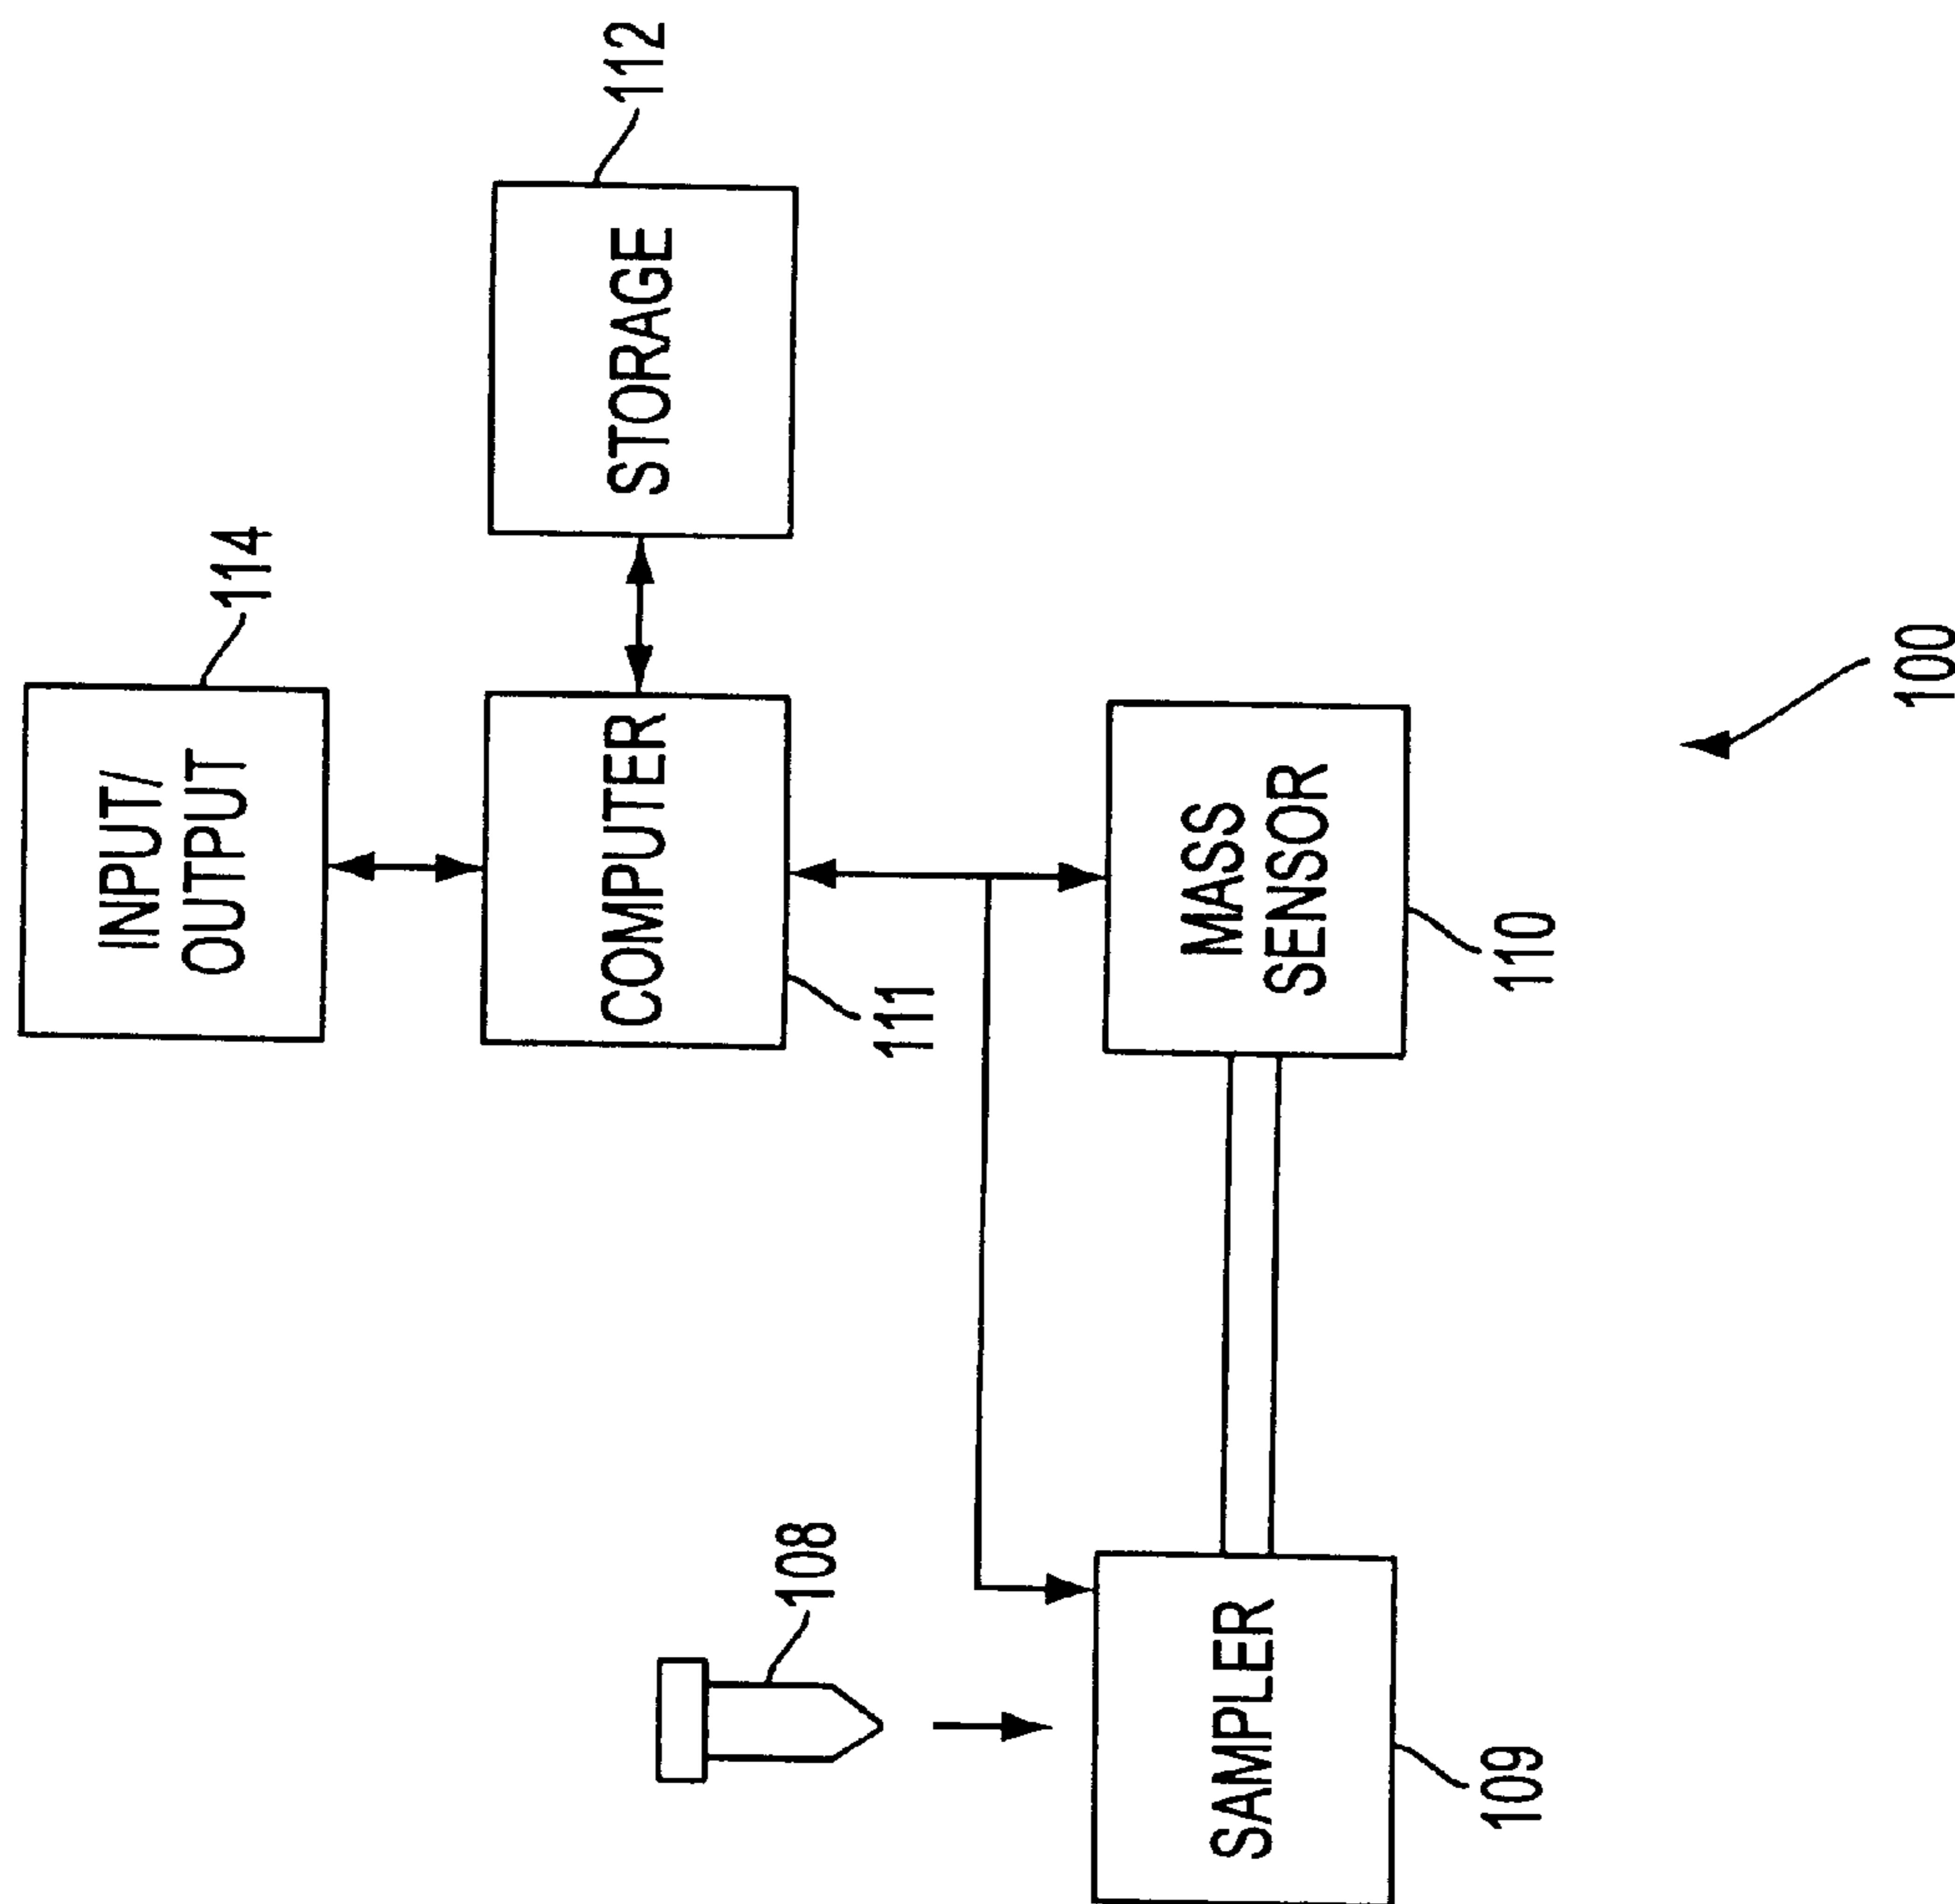 INPUT/
OUTPUT
114
COMPUTER
111
STORAGE
112
108
SAMPLER
109
MASS
SENSOR
110
100